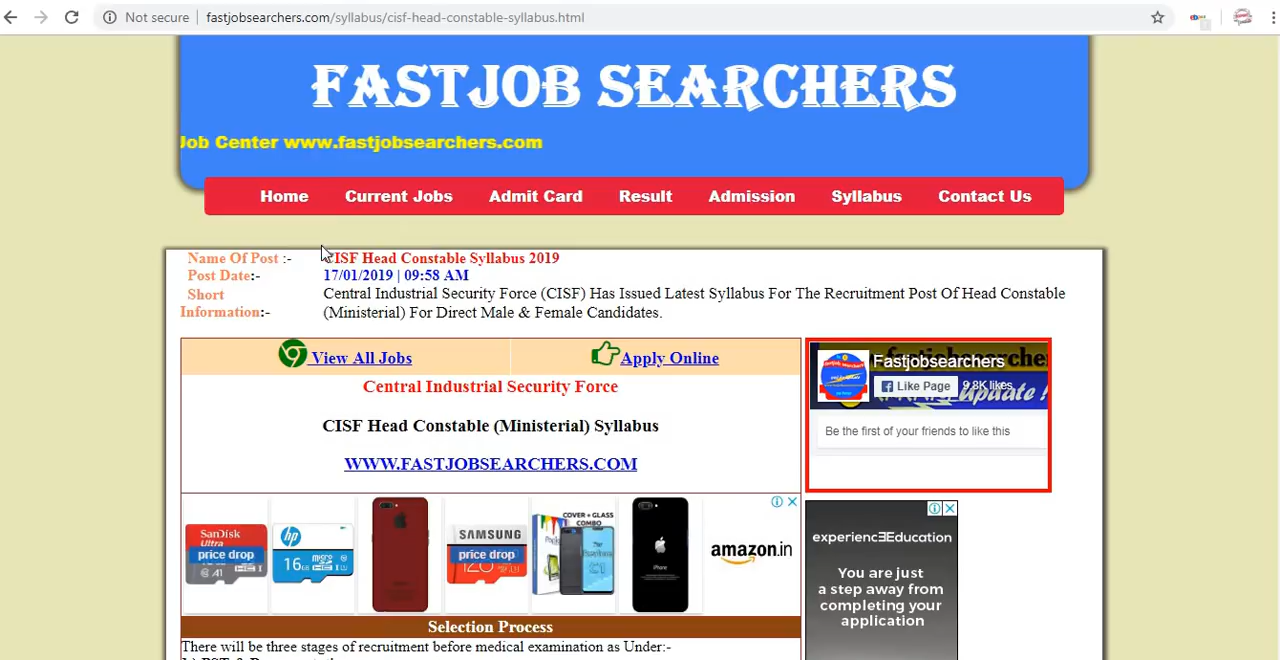 Not secure | fastjobsearchers.com/syllabus/cisf-head-constable-syllabus.html
FASTJOB SEARCHERS
Job Center www.fastjobsearchers.com
Home Current Jobs Admit Card Result Admission Syllabus Contact Us
Name Of Post :- CISF Head Constable Syllabus 2019
Post Date:- 17/01/2019 | 09:58 AM
Short Information:- Central Industrial Security Force (CISF) Has Issued Latest Syllabus For The Recruitment Post Of Head Constable
(Ministerial) For Direct Male & Female Candidates.
View All Jobs Apply Online
Central Industrial Security Force
CISF Head Constable (Ministerial) Syllabus
WWW.FASTJOBSEARCHERS.COM
Fastjobsearchers
Like Page 9.8K likes
Update !
Be the first of your friends to like this
SanDisk
Ultra
price drop
A1
hp
16
SAMSUNG
price drop
COVER + GLASS
COMBO
iPhone
amazon.in
experiencƎEducation
You are just
a step away from
completing your
application
Selection Process
There will be three stages of recruitment before medical examination as Under:-